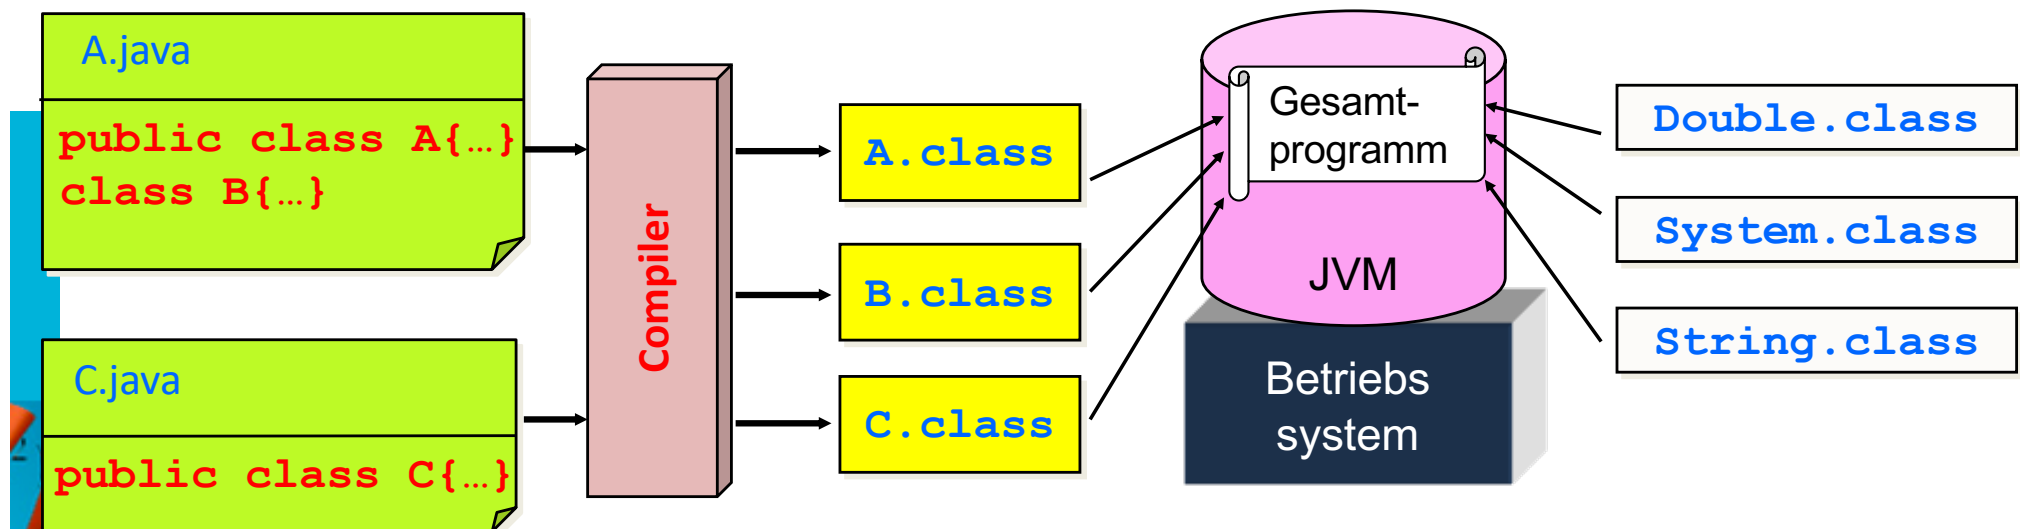 A.java
public class A{…}
class B{…}
C.java
public class C{…}
Compiler
A.class
B.class
C.class
Gesamt-
programm
JVM
Betriebs
system
Double.class
System.class
String.class